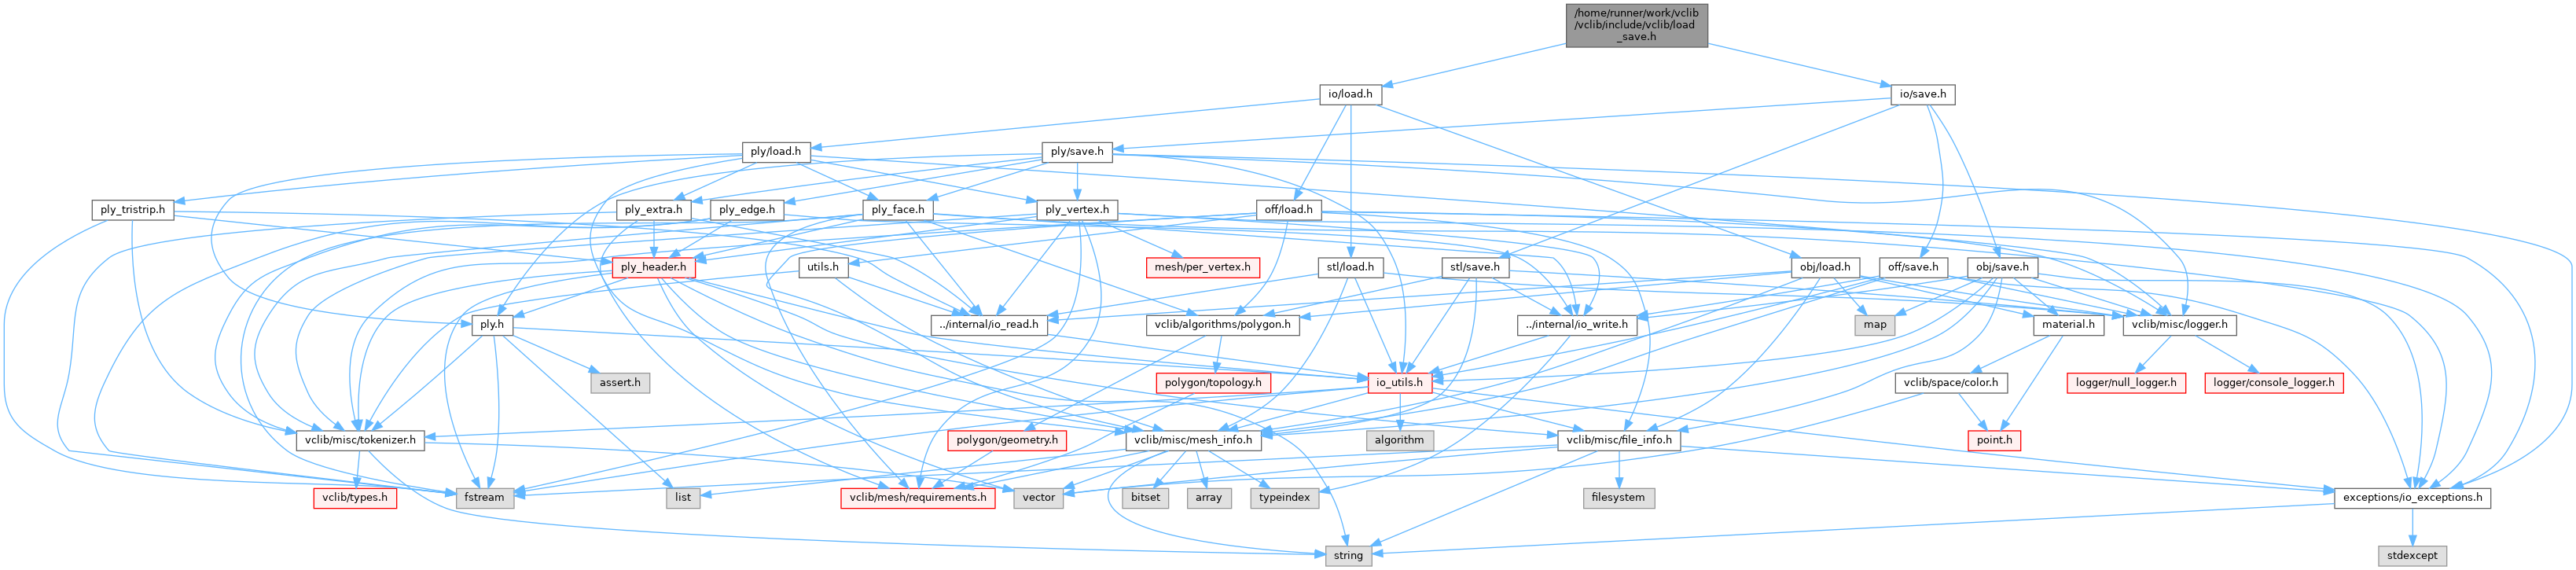 /home/runner/work/vclib
/vclib/include/vclib/load
_save.h
io/load.h
io/save.h
ply/load.h
ply/save.h
ply_tristrip.h
ply_extra.h
ply_edge.h
ply_face.h
ply_vertex.h
off/load.h
ply_header.h
utils.h
mesh/per_vertex.h
stl/load.h
stl/save.h
obj/load.h
off/save.h
obj/save.h
ply.h
../internal/io_read.h
vclib/algorithms/polygon.h
../internal/io_write.h
map
material.h
vclib/misc/logger.h
assert.h
polygon/topology.h
io_utils.h
vclib/space/color.h
logger/null_logger.h
logger/console_logger.h
vclib/misc/tokenizer.h
polygon/geometry.h
vclib/misc/mesh_info.h
algorithm
vclib/misc/file_info.h
point.h
vclib/types.h
fstream
list
vclib/mesh/requirements.h
vector
bitset
array
typeindex
filesystem
exceptions/io_exceptions.h
string
stdexcept